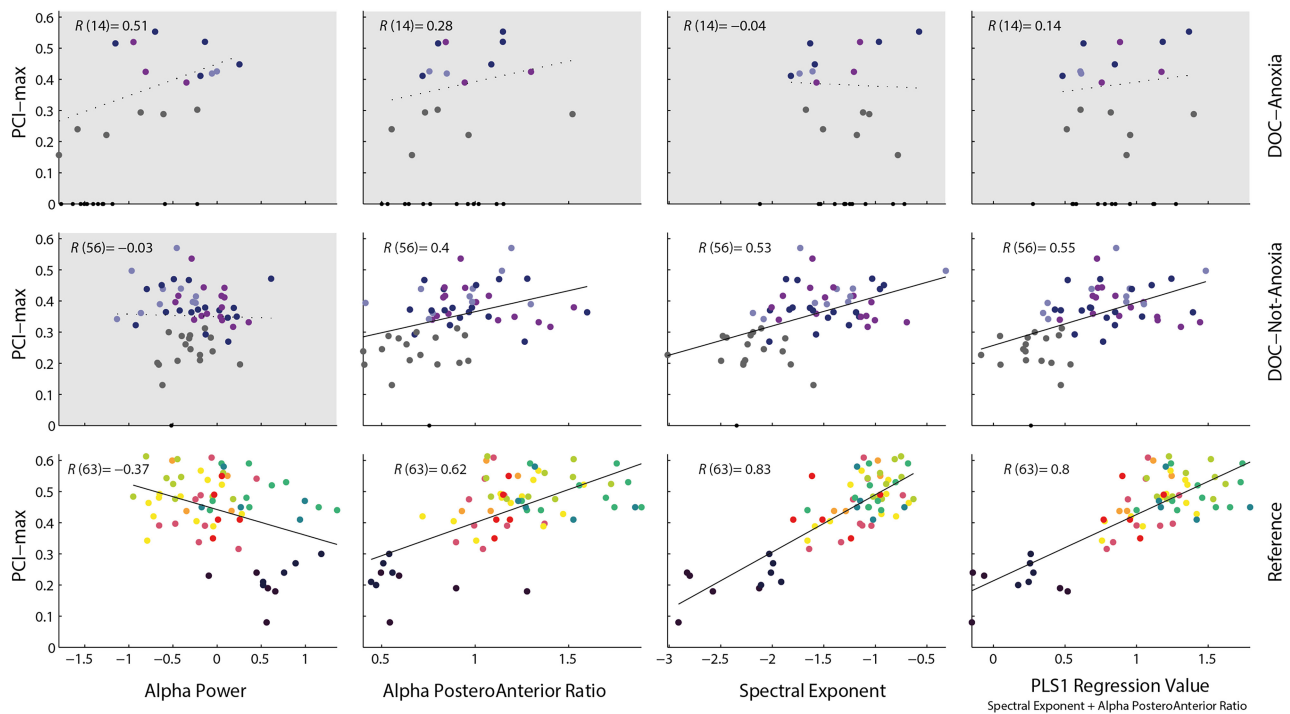 R (14)= 0.51
R (14)= 0.28
R (14)= −0.04
R (14)= 0.14
0.6
0.5
0.4
0.3
0.2
0.1
0
PCI−max
DOC−Anoxia
R (56)= −0.03
R (56)= 0.4
R (56)= 0.53
R (56)= 0.55
0.6
0.5
0.4
0.3
0.2
0.1
0
PCI−max
DOC−Not−Anoxia
R (63)= −0.37
R (63)= 0.62
R (63)= 0.83
R (63)= 0.8
0.6
0.5
0.4
0.3
0.2
0.1
0
PCI−max
Reference
−1.5 −1 −0.5 0 0.5 1
0.5 1 1.5
−3 −2.5 −2 −1.5 −1 −0.5
0 0.5 1 1.5
Alpha Power
Alpha PosteroAnterior Ratio
Spectral Exponent
PLS1 Regression Value
Spectral Exponent + Alpha PosteroAnterior Ratio